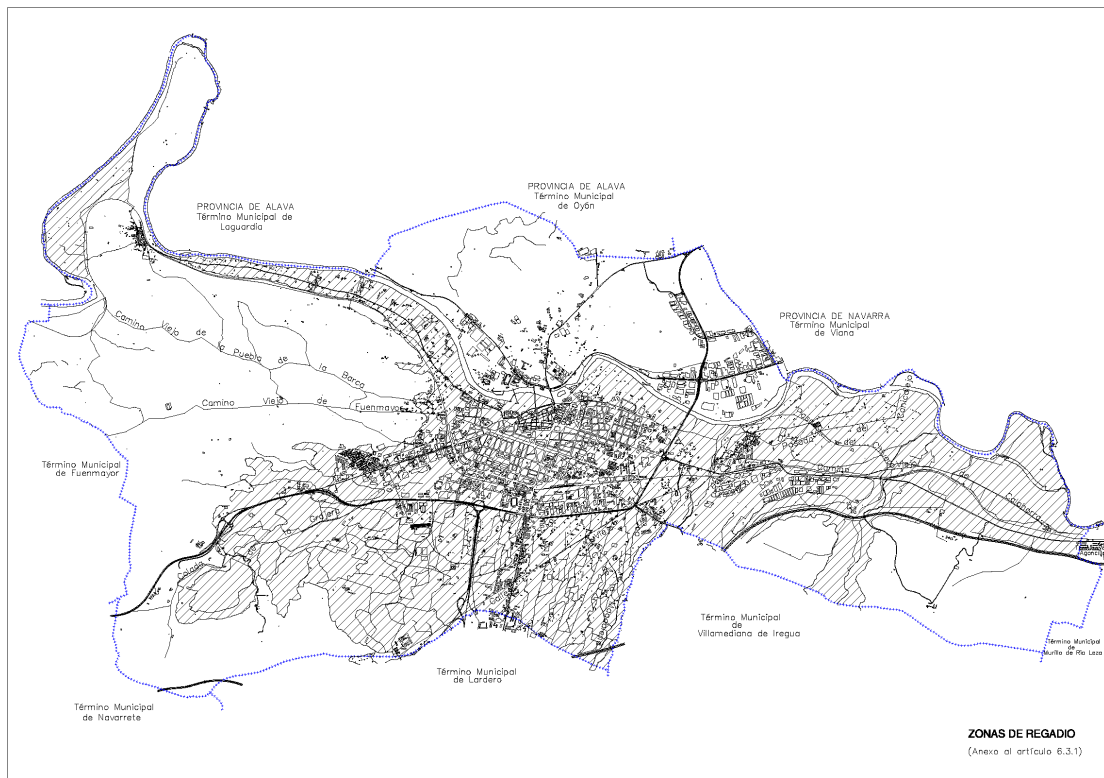 PROVINCIA DE ALAVA
Término Municipal
de Oyón
PROVINCIA DE ALAVA
Término Municipal de
Laguardia
PROVINCIA DE NAVARRA
Término Municipal
de Viana
Camino Viejo de
la Puebla de
la Barca
Camino Viejo de Fuenmayor
Término Municipal
de Fuenmayor
Término Municipal
de
Villamediana de Iregua
Término Municipal
de
Murillo de Río Leza
Término Municipal
de Lardero
Término Municipal
de Navarrete
ZONAS DE REGADIO
(Anexo al artículo 6.3.1)